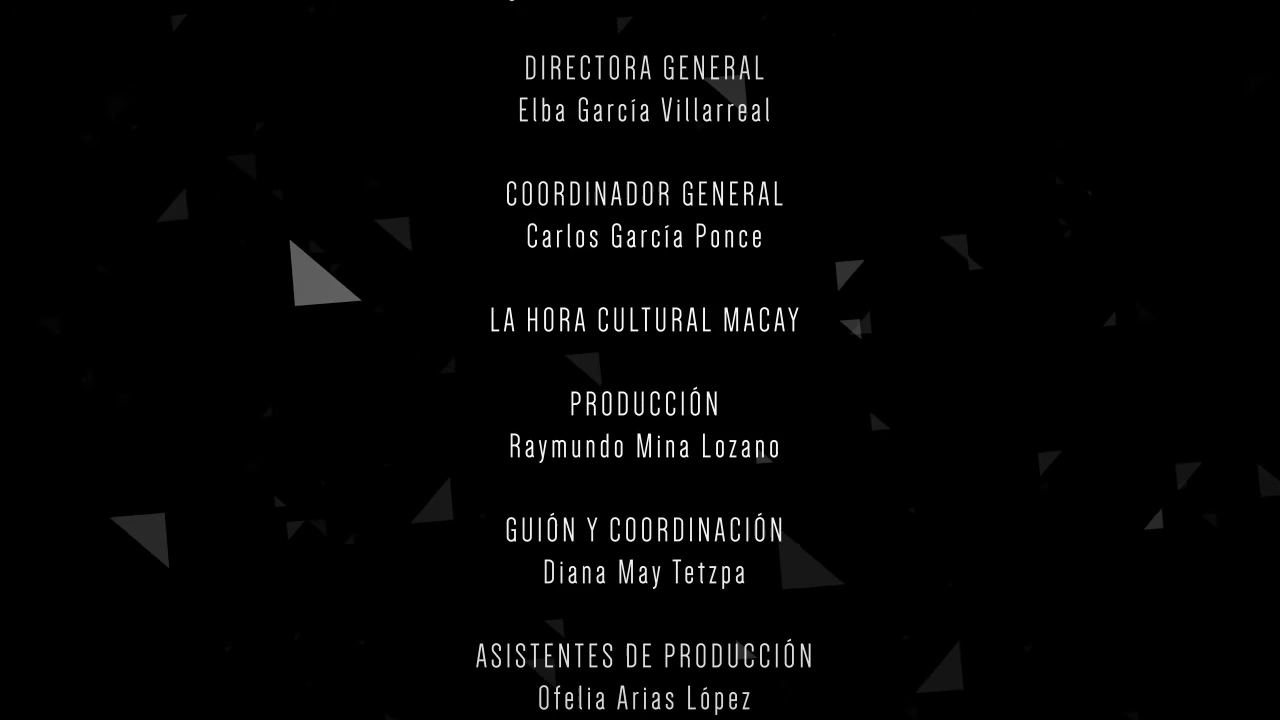 DIRECTORA GENERAL
Elba García Villarreal
COORDINADOR GENERAL
Carlos García Ponce
LA HORA CULTURAL MACAY
PRODUCCIÓN
Raymundo Mina Lozano
GUIÓN Y COORDINACIÓN
Diana May Tetzpa
ASISTENTES DE PRODUCCIÓN
Ofelia Arias López